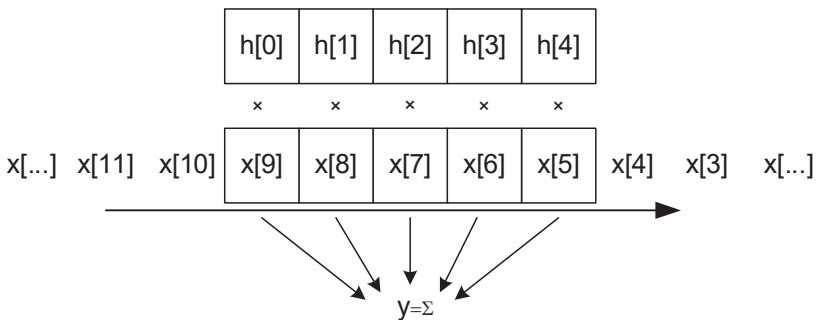 h[0] h[1] h[2] h[3] h[4]
× × × × ×
x[...] x[11] x[10] x[9] x[8] x[7] x[6] x[5] x[4] x[3] x[...]
y=Σ